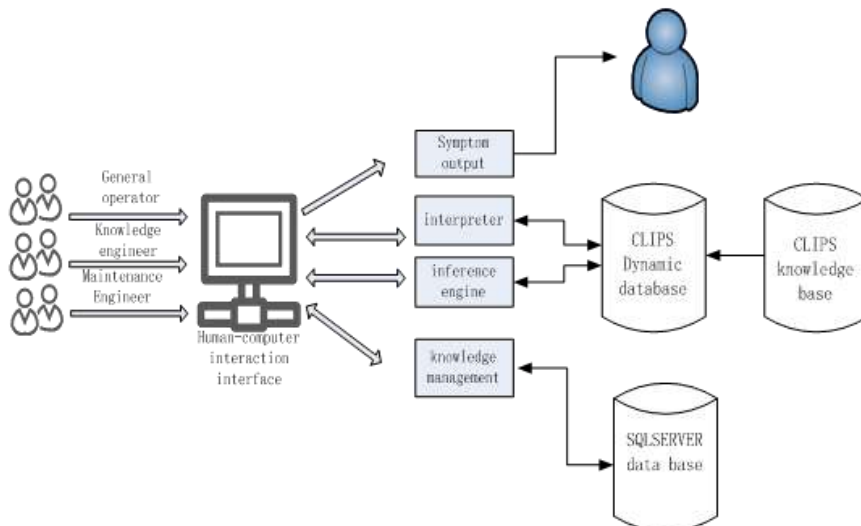 General
operator
Knowledge
engineer
Maintenance
Engineer
Human-computer
interaction
interface
Symptom
output
interpreter
inference
engine
knowledge
management
CLIPS
Dynamic
database
CLIPS
knowledge
base
SQLSERVER
data base